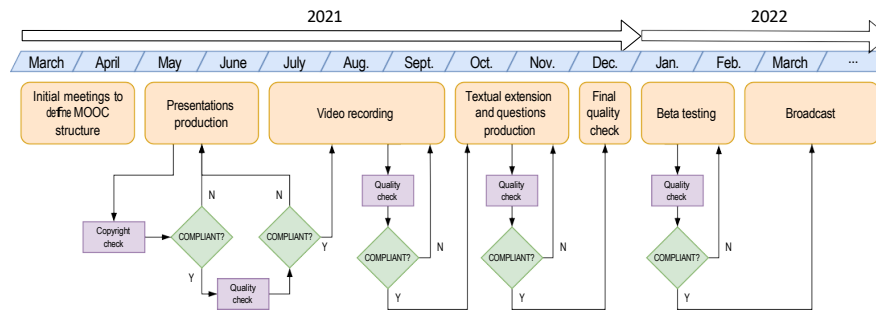 2021
2022
March
April
May
June
July
Aug.
Sept.
Oct.
Nov.
Dec.
Jan.
Feb.
March
...
Initial meetings to
define MOOC
structure
Presentations
production
Video recording
Textual extension
and questions
production
Final
quality
check
Beta testing
Broadcast
Copyright
check
COMPLIANT?
N
Y
Quality
check
COMPLIANT?
N
Y
Quality
check
COMPLIANT?
N
Y
Quality
check
COMPLIANT?
N
Y
Quality
check
COMPLIANT?
N
Y